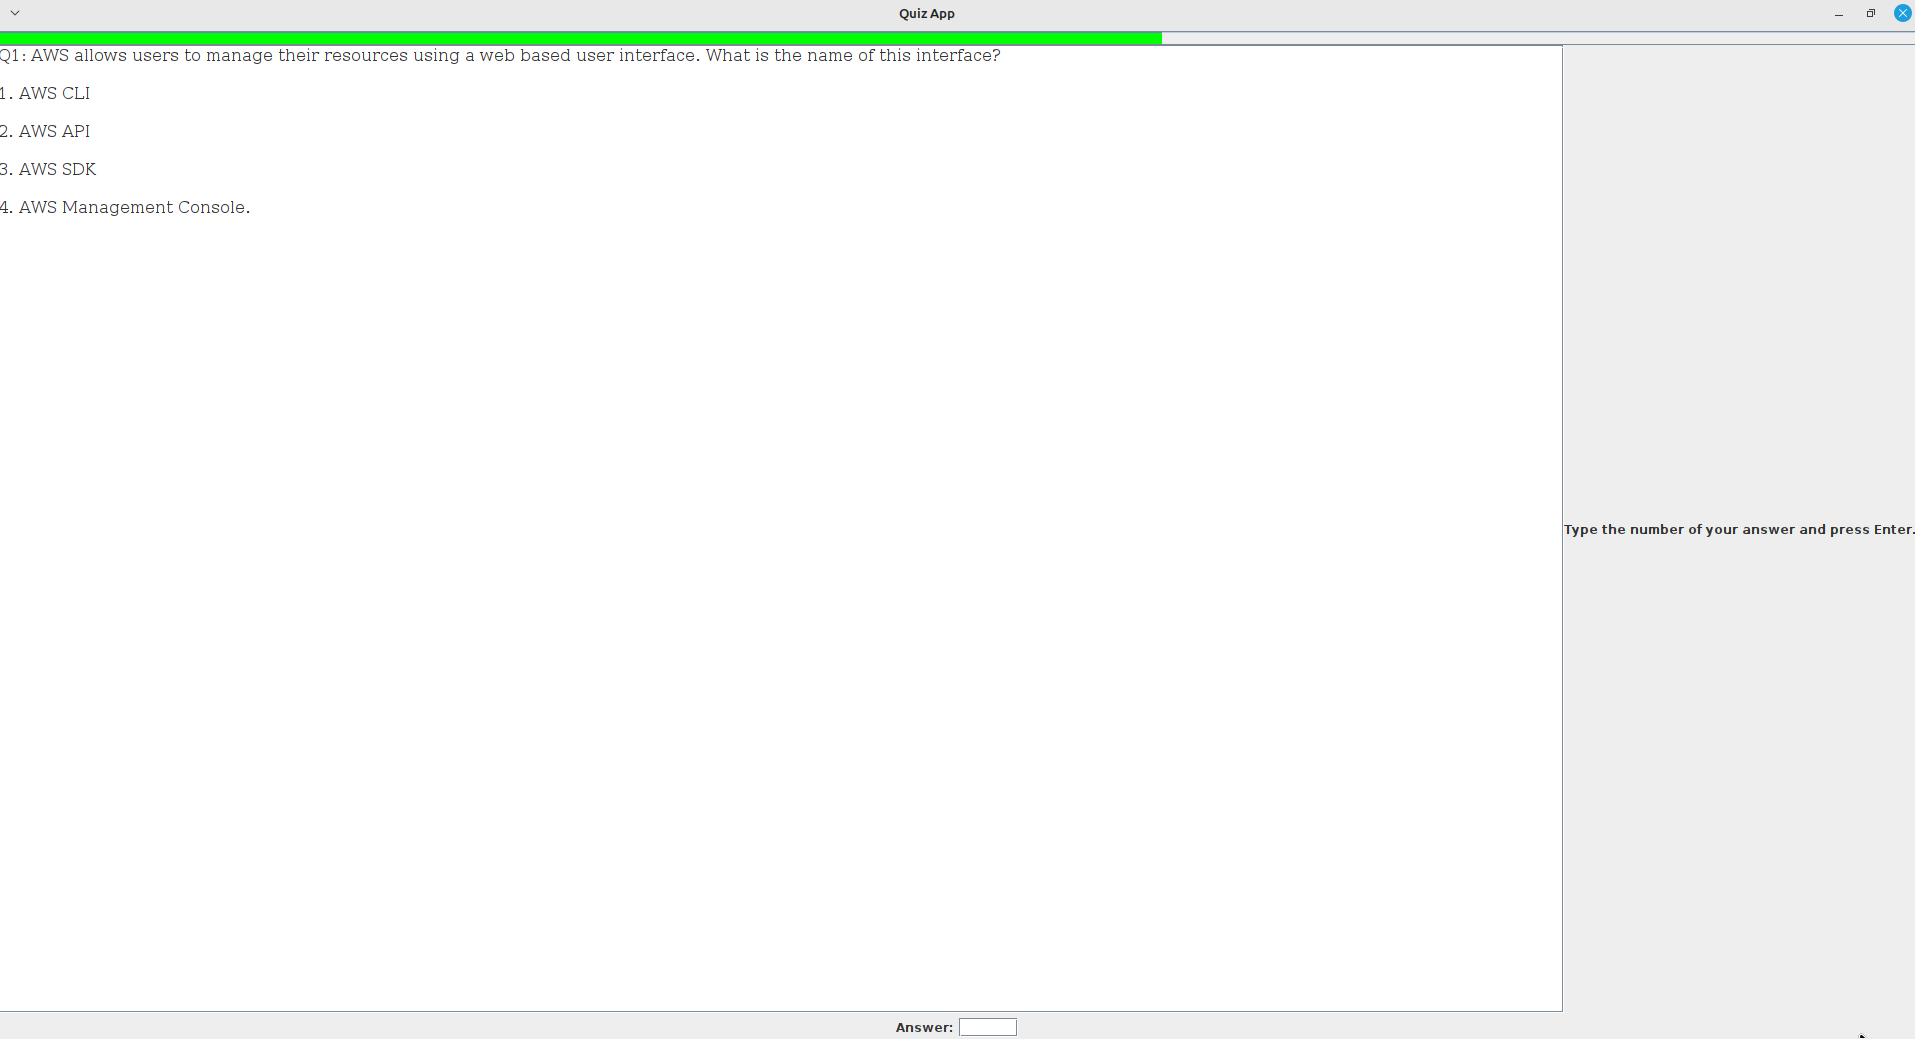 Quiz App
Q1: AWS allows users to manage their resources using a web based user interface. What is the name of this interface?
1. AWS CLI
2. AWS API
3. AWS SDK
4. AWS Management Console.
Type the number of your answer and press Enter.
Answer: